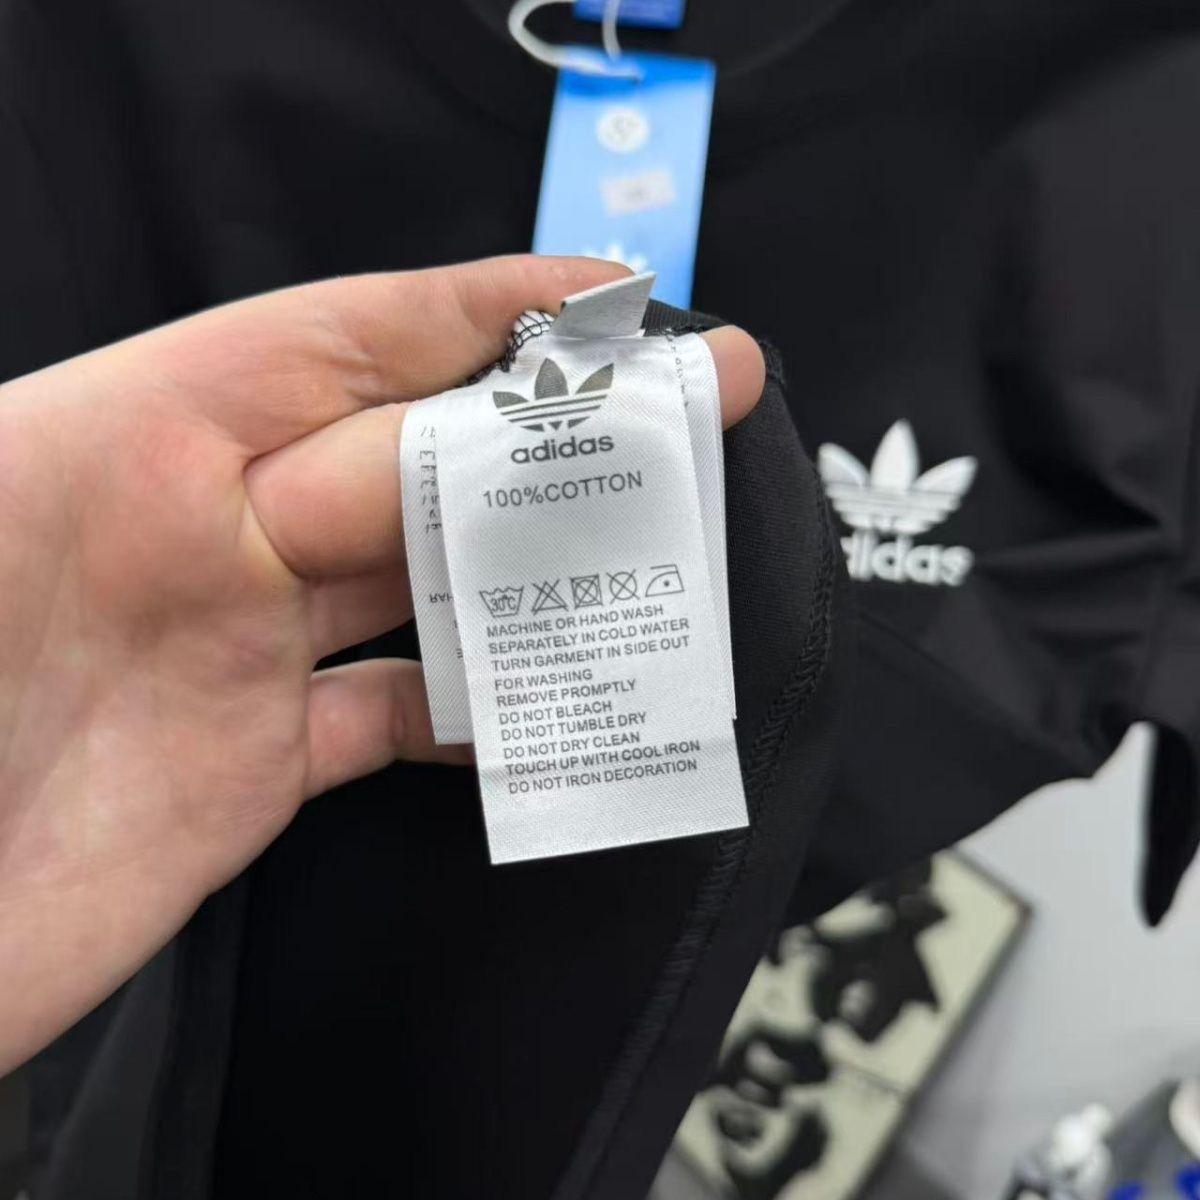 adidas
100%COTTON
30°C
MACHINE OR HAND WASH
SEPARATELY IN COLD WATER
TURN GARMENT IN SIDE OUT
FOR WASHING
REMOVE PROMPTLY
DO NOT BLEACH
DO NOT TUMBLE DRY
DO NOT DRY CLEAN
TOUCH UP WITH COOL IRON
DO NOT IRON DECORATION
adidas